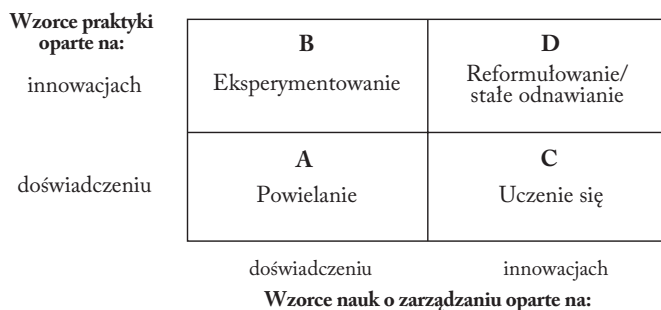 Wzorce praktyki
oparte na:
innowacjach
B
Eksperymentowanie
D
Reformułowanie/
stałe odnawianie
doświadczeniu
A
Powielanie
C
Uczenie się
doświadczeniu
innowacjach
Wzorce nauk o zarządzaniu oparte na: